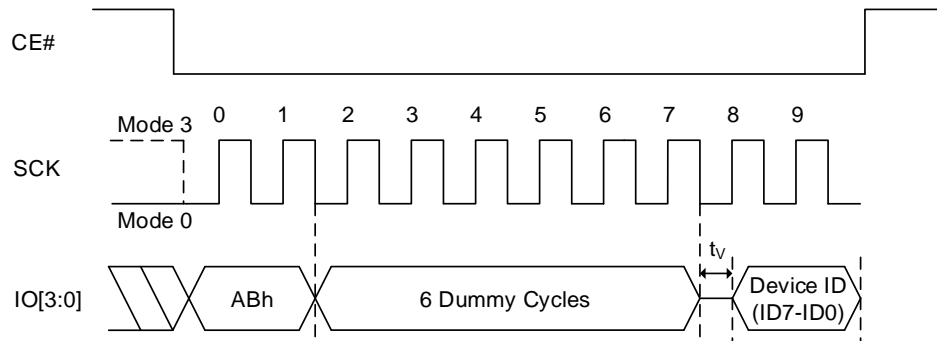 CE#
0 1 2 3 4 5 6 7 8 9
Mode 3
SCK
Mode 0
tV
IO[3:0]
ABh
6 Dummy Cycles
Device ID
(ID7-ID0)